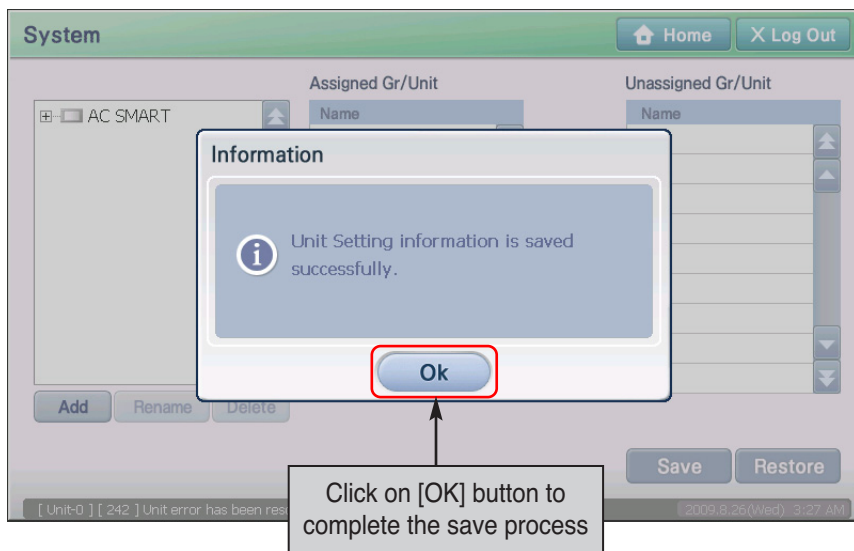 System
Home
X Log Out
Assigned Gr/Unit
Unassigned Gr/Unit
AC SMART
Name
Name
Information
Unit Setting information is saved
successfully.
Ok
Add
Rename
Delete
Save
Restore
Click on [OK] button to
complete the save process
[ Unit-0 ] [ 242 ] Unit error has been
2009.8.26(Wed) 3:27 AM